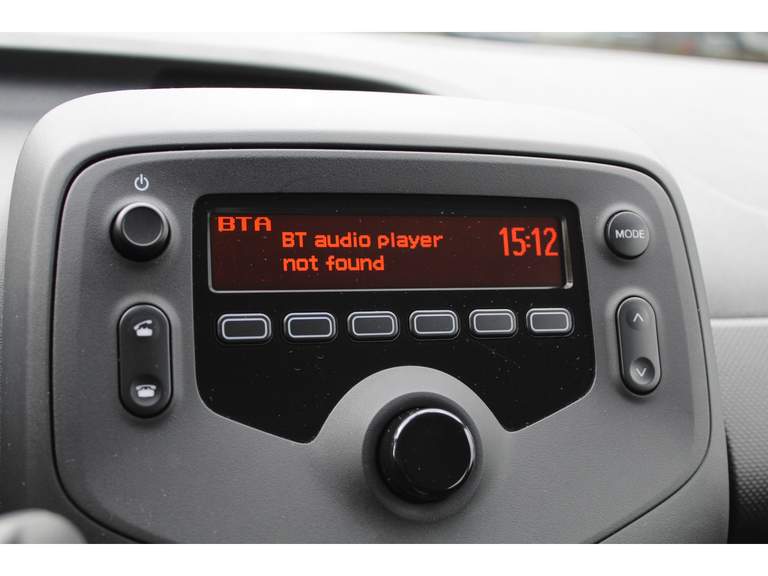 BTA
BT audio player
not found
15:12
MODE